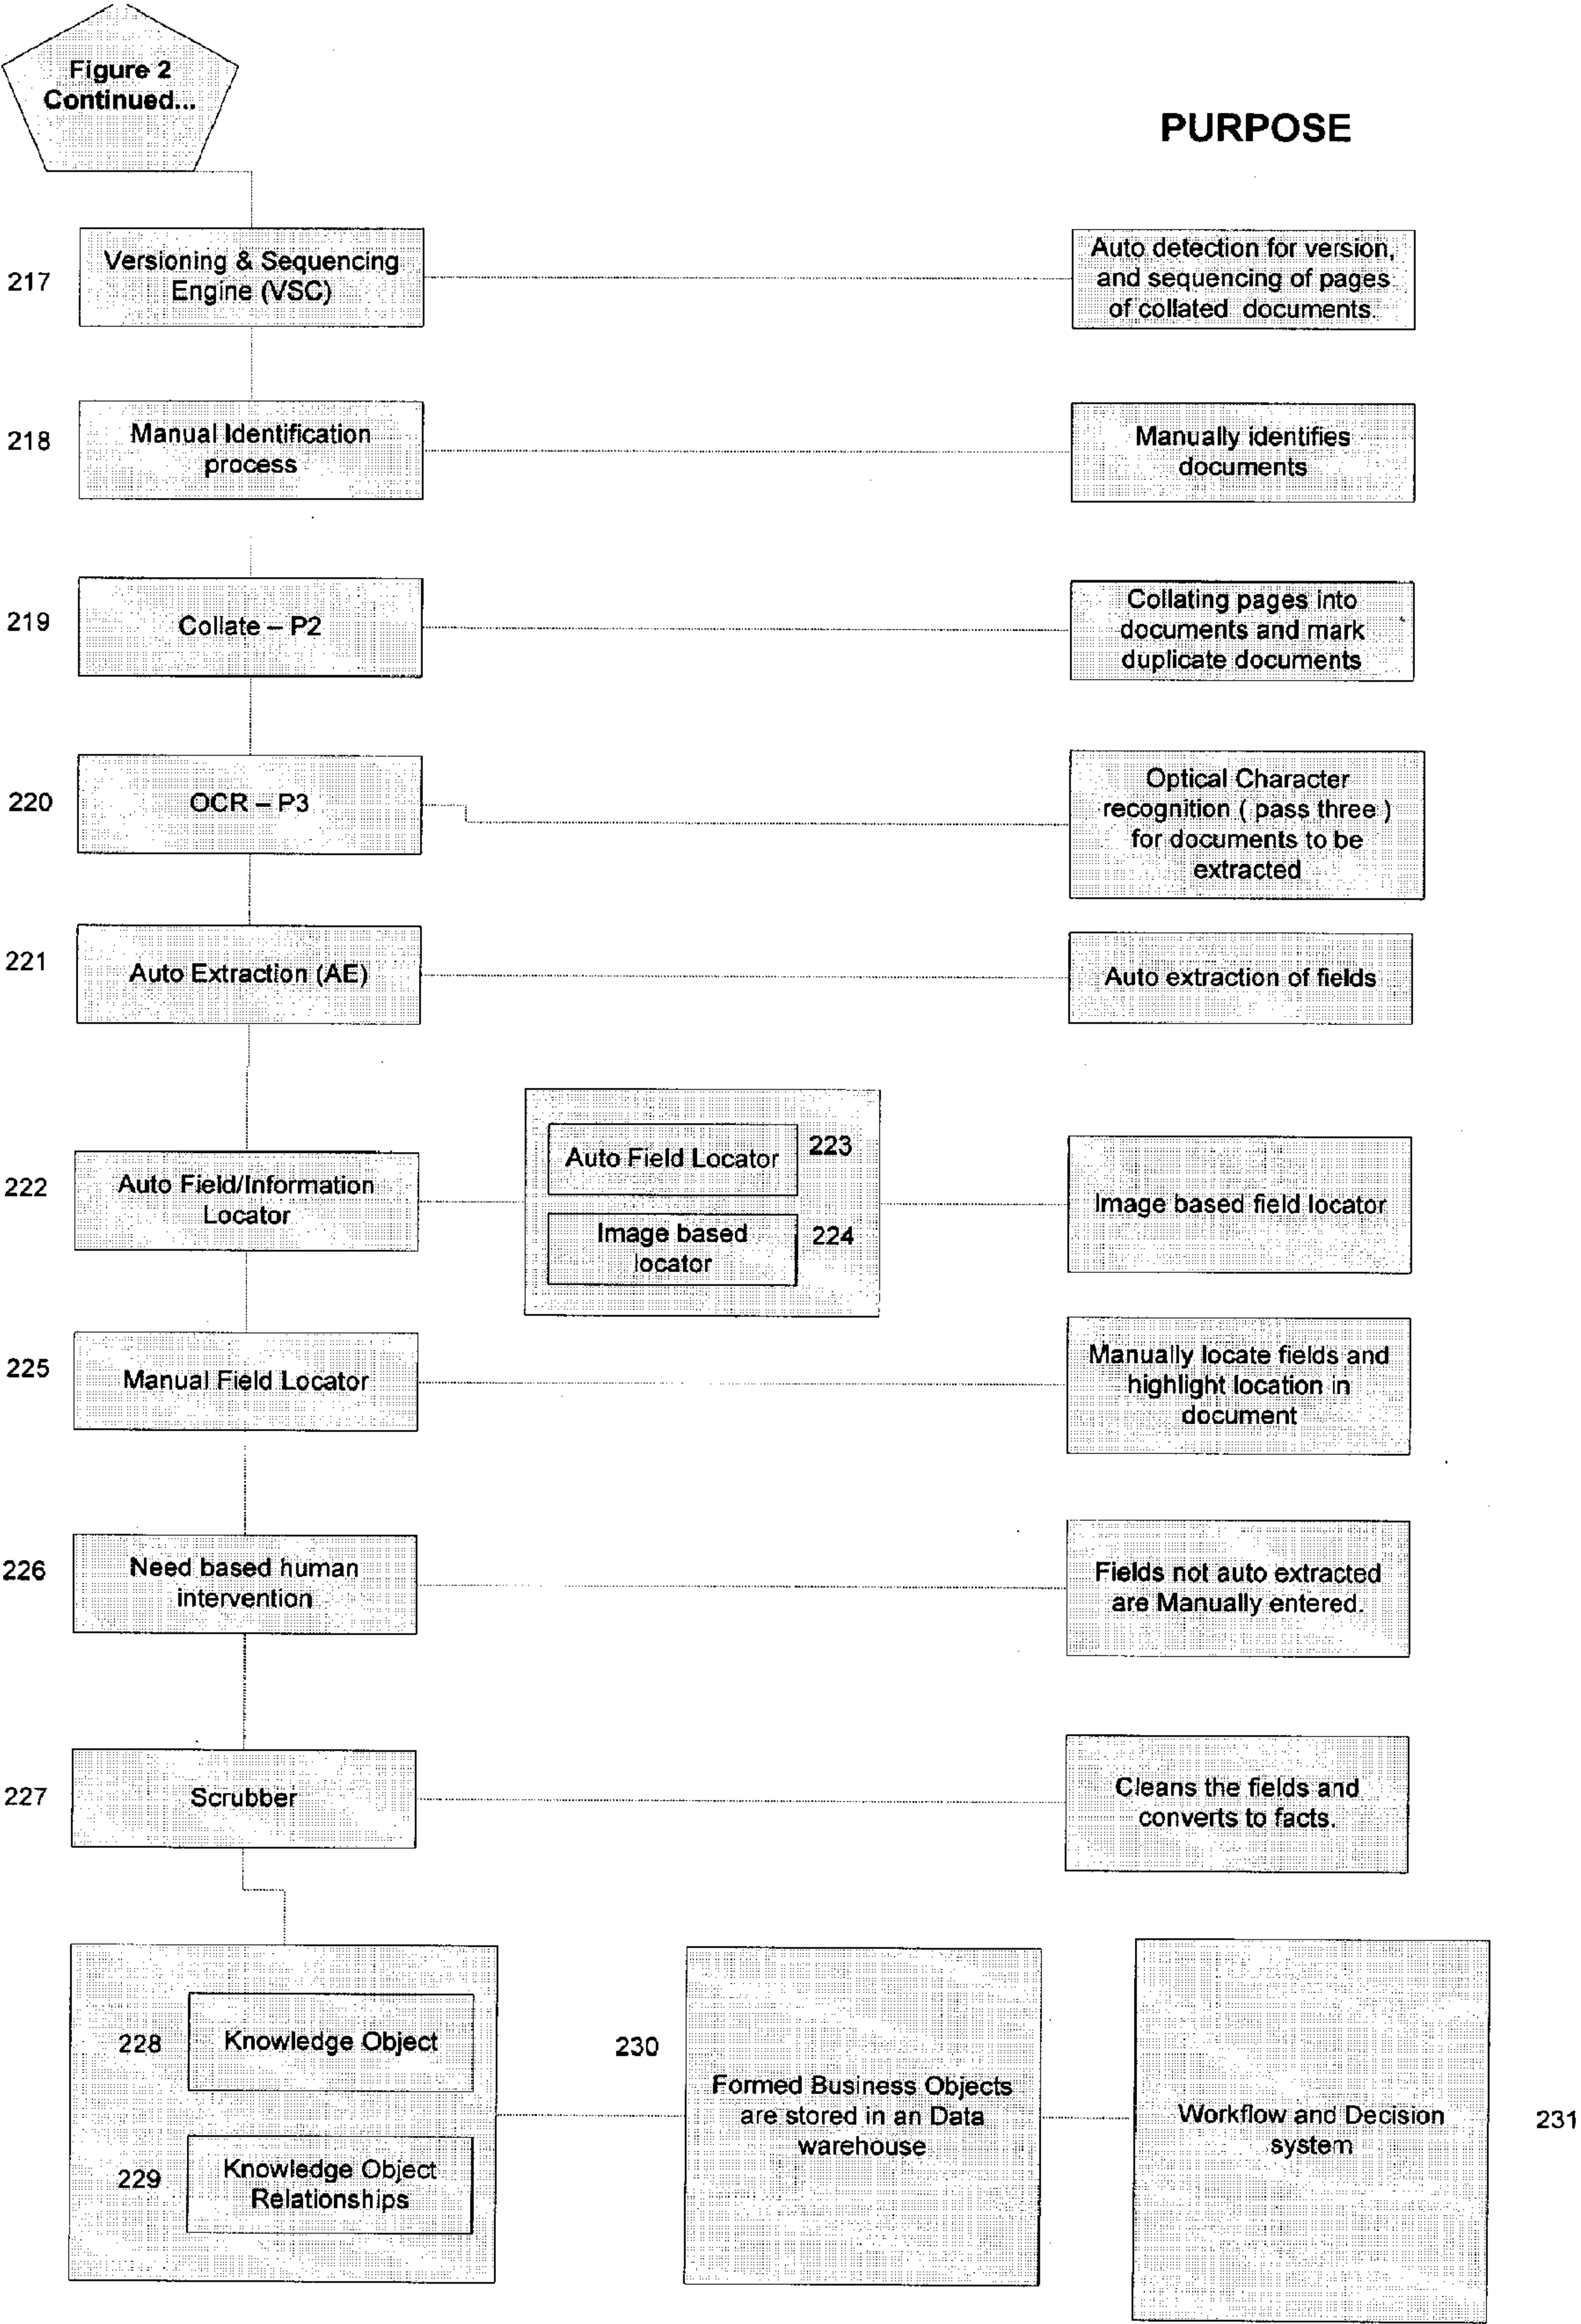 Figure 2
Continued...
PURPOSE
217
Versioning & Sequencing
Engine (VSC)
Auto detection for version,
and sequencing of pages
of collated documents.
218
Manual Identification
process
Manually identifies
documents
219
Collate – P2
Collating pages into
documents and mark
duplicate documents
220
OCR – P3
Optical Character
recognition ( pass three )
for documents to be
extracted
221
Auto Extraction (AE)
Auto extraction of fields
222
Auto Field/Information
Locator
Auto Field Locator
223
Image based
locator
224
Image based field locator
225
Manual Field Locator
Manually locate fields and
highlight location in
document
226
Need based human
intervention
Fields not auto extracted
are Manually entered.
227
Scrubber
Cleans the fields and
converts to facts.
228
Knowledge Object
229
Knowledge Object
Relationships
230
Formed Business Objects
are stored in an Data
warehouse
Workflow and Decision
system
231